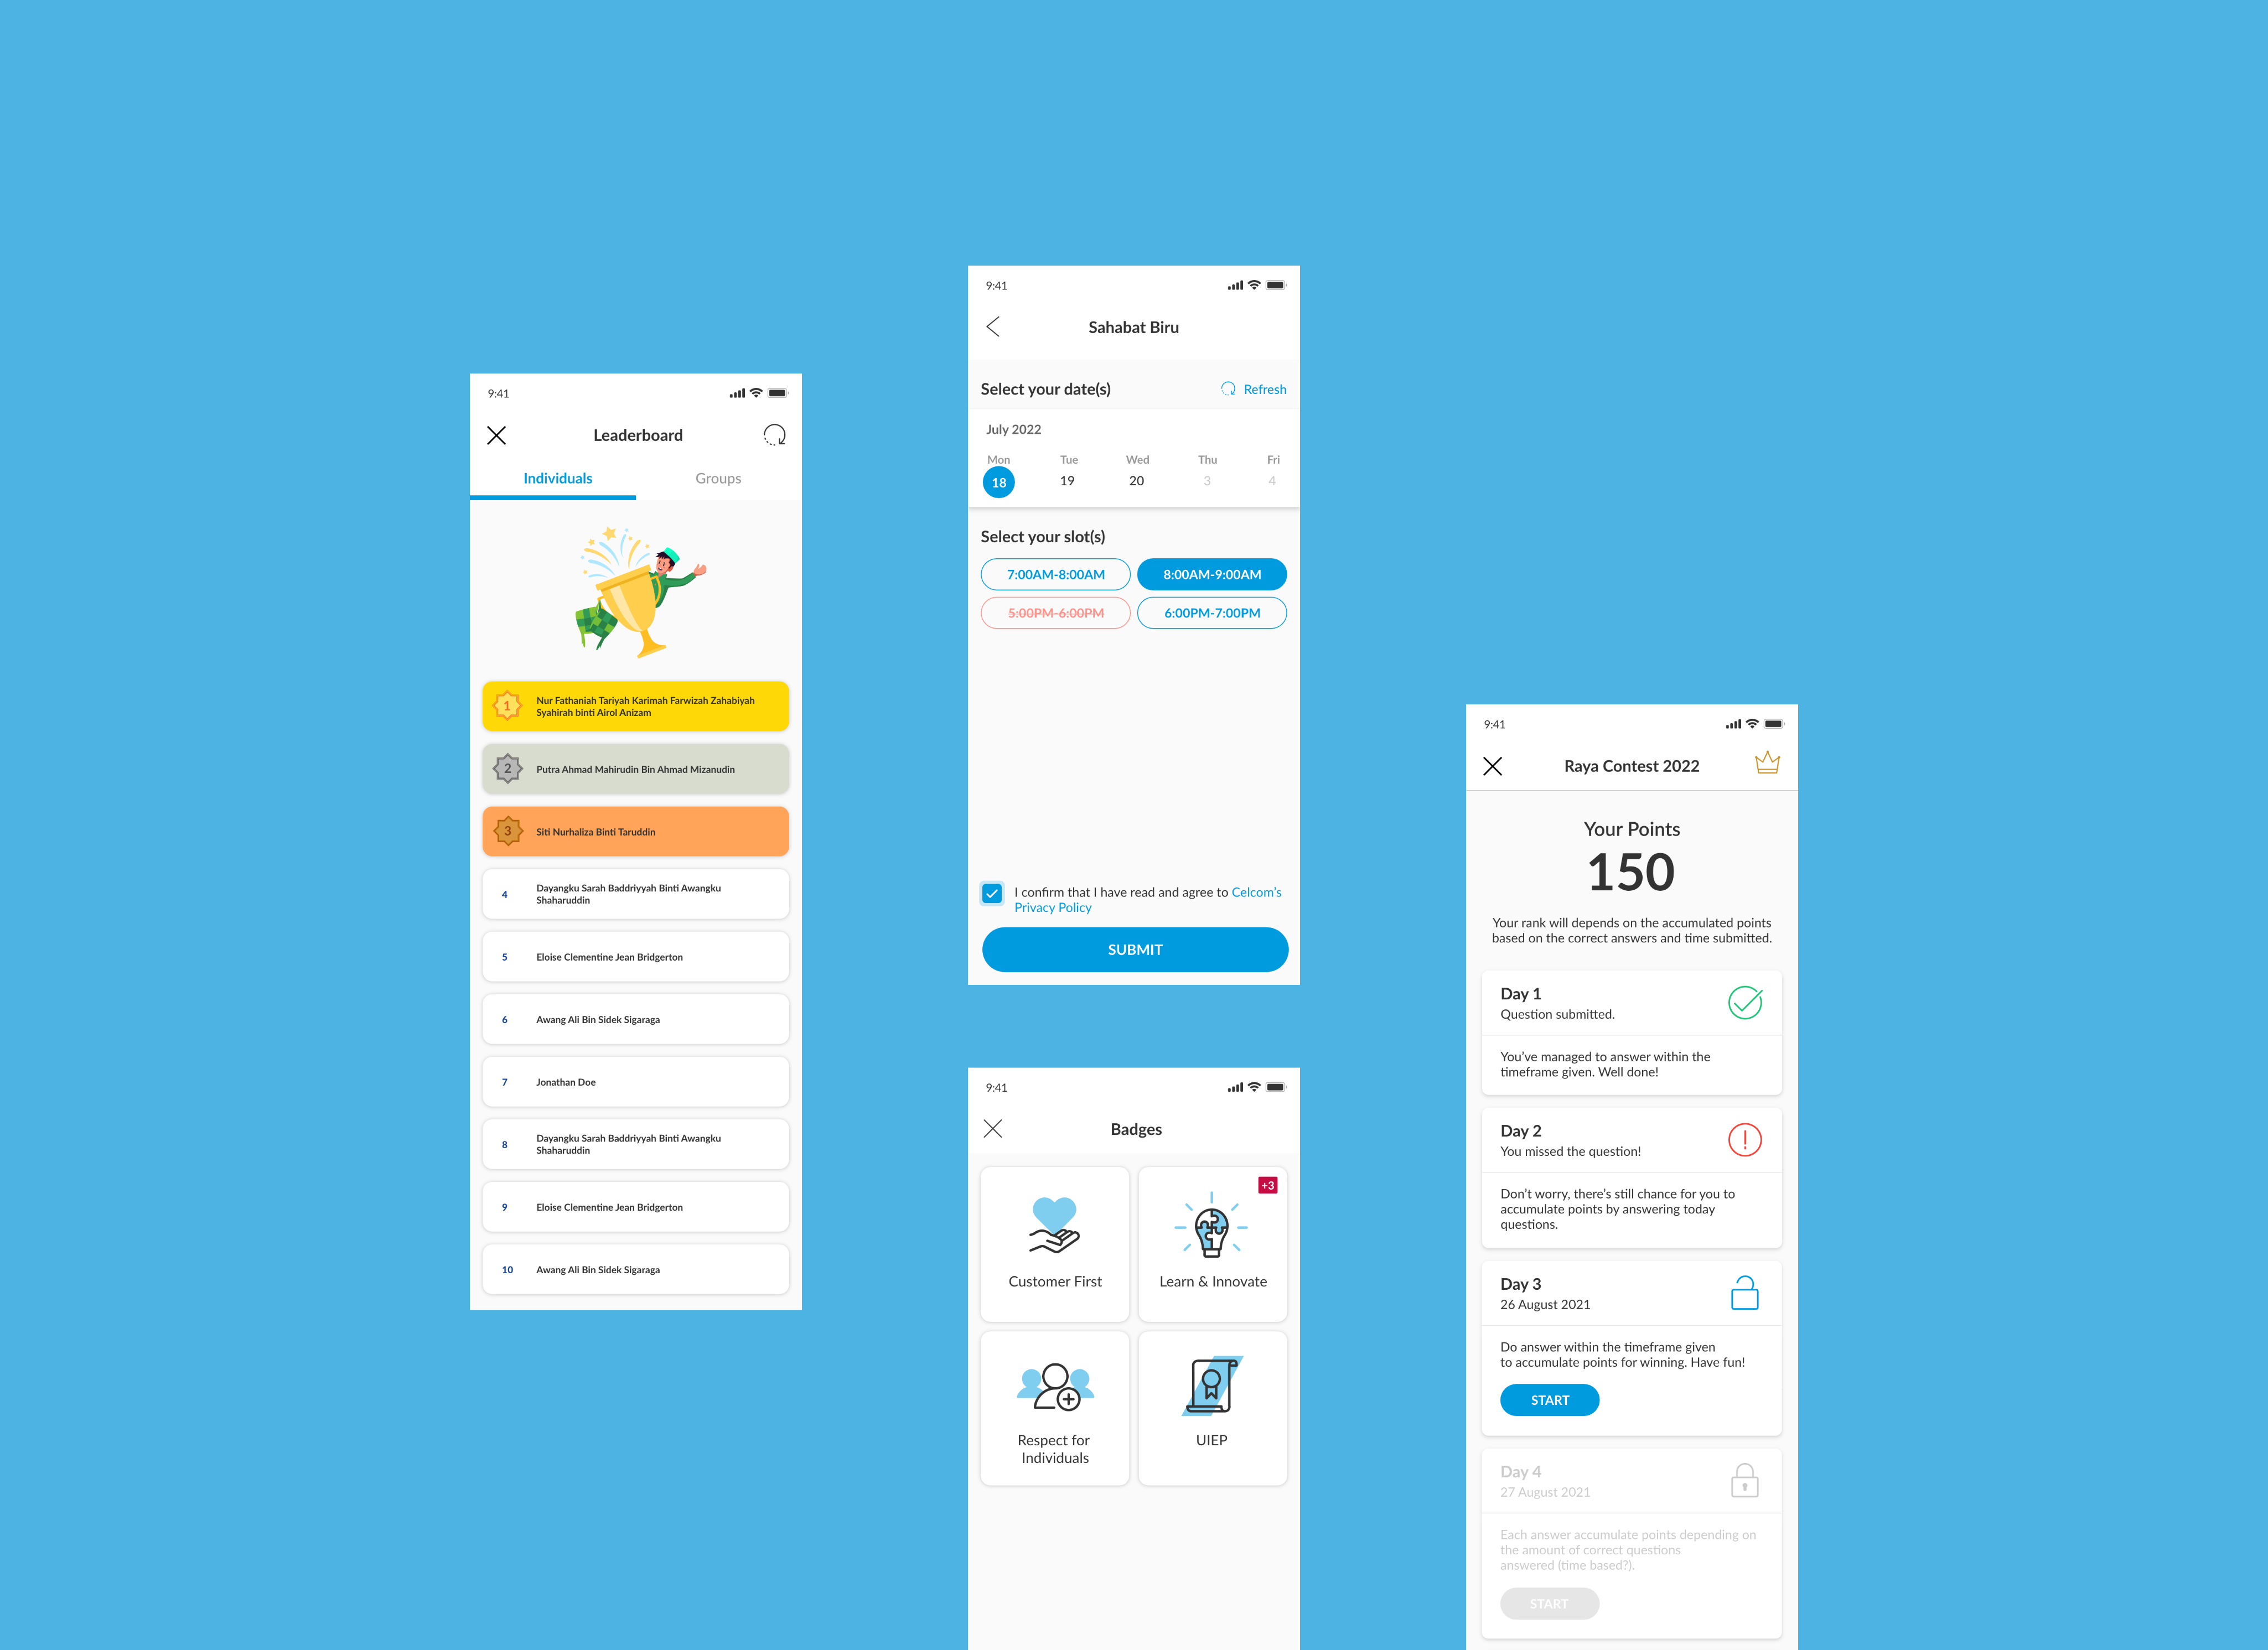 9:41
Leaderboard
Individuals
Groups
1
Nur Fathaniah Tariyah Karimah Farwizah Zahabiyah
Syahirah binti Airol Anizam
2
Putra Ahmad Mahirudin Bin Ahmad Mizanudin
3
Siti Nurhaliza Binti Taruddin
4
Dayangku Sarah Baddriyyah Binti Awangku
Shaharuddin
5
Eloise Clementine Jean Bridgerton
6
Awang Ali Bin Sidek Sigaraga
7
Jonathan Doe
8
Dayangku Sarah Baddriyyah Binti Awangku
Shaharuddin
9
Eloise Clementine Jean Bridgerton
10
Awang Ali Bin Sidek Sigaraga
9:41
Sahabat Biru
Select your date(s)
Refresh
July 2022
Mon Tue Wed Thu Fri
18 19 20 3 4
Select your slot(s)
7:00AM-8:00AM
8:00AM-9:00AM
5:00PM-6:00PM
6:00PM-7:00PM
I confirm that I have read and agree to Celcom's
Privacy Policy
SUBMIT
9:41
Badges
Customer First
+3
Learn & Innovate
Respect for
Individuals
UIEP
9:41
Raya Contest 2022
Your Points
150
Your rank will depends on the accumulated points
based on the correct answers and time submitted.
Day 1
Question submitted.
You've managed to answer within the
timeframe given. Well done!
Day 2
You missed the question!
Don't worry, there's still chance for you to
accumulate points by answering today
questions.
Day 3
26 August 2021
Do answer within the timeframe given
to accumulate points for winning. Have fun!
START
Day 4
27 August 2021
Each answer accumulate points depending on
the amount of correct questions
answered (time based?).
START